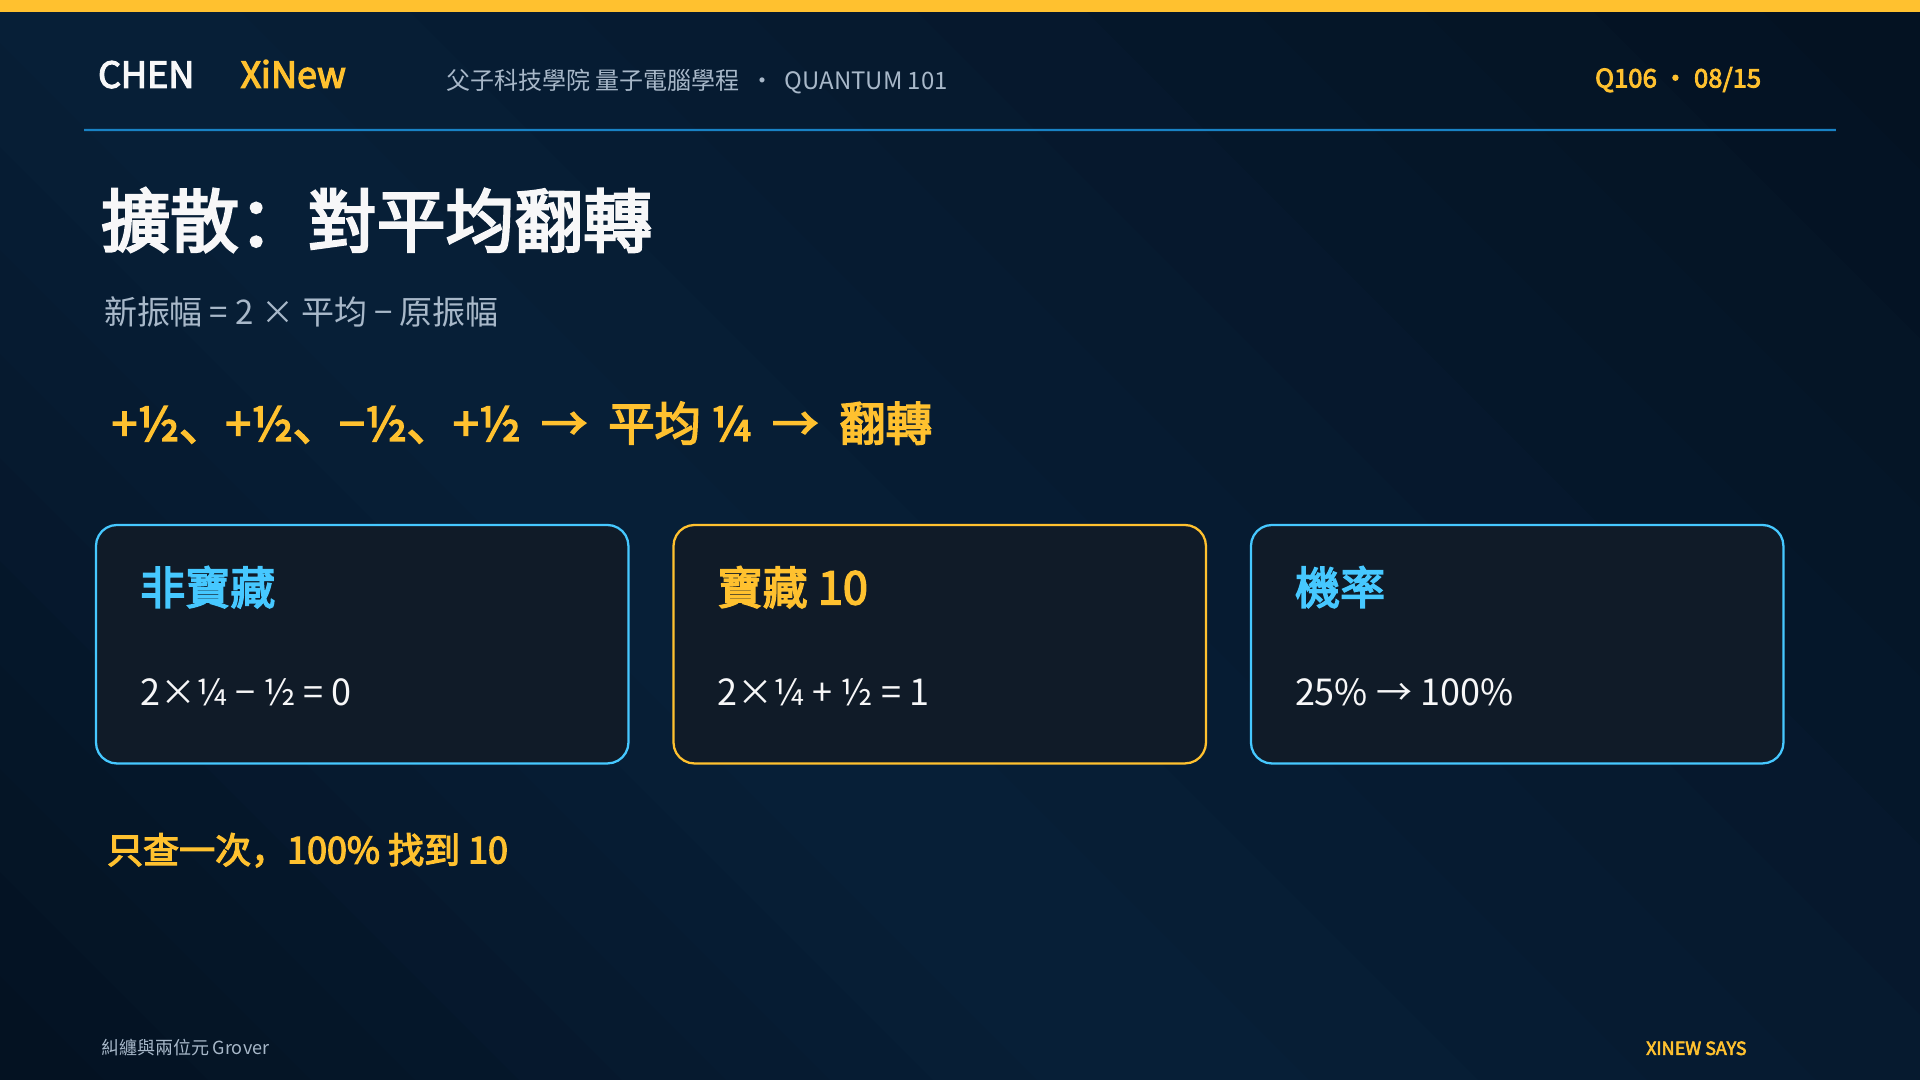 CHEN XiNew 父子科技學院 量子電腦學程 · QUANTUM 101 Q106 · 08/15
擴散：對平均翻轉
新振幅 = 2 × 平均 − 原振幅
+½、+½、−½、+½ → 平均 ¼ → 翻轉
非寶藏
2×¼ − ½ = 0
寶藏 10
2×¼ + ½ = 1
機率
25% → 100%
只查一次，100% 找到 10
糾纏與兩位元 Grover
XINEW SAYS